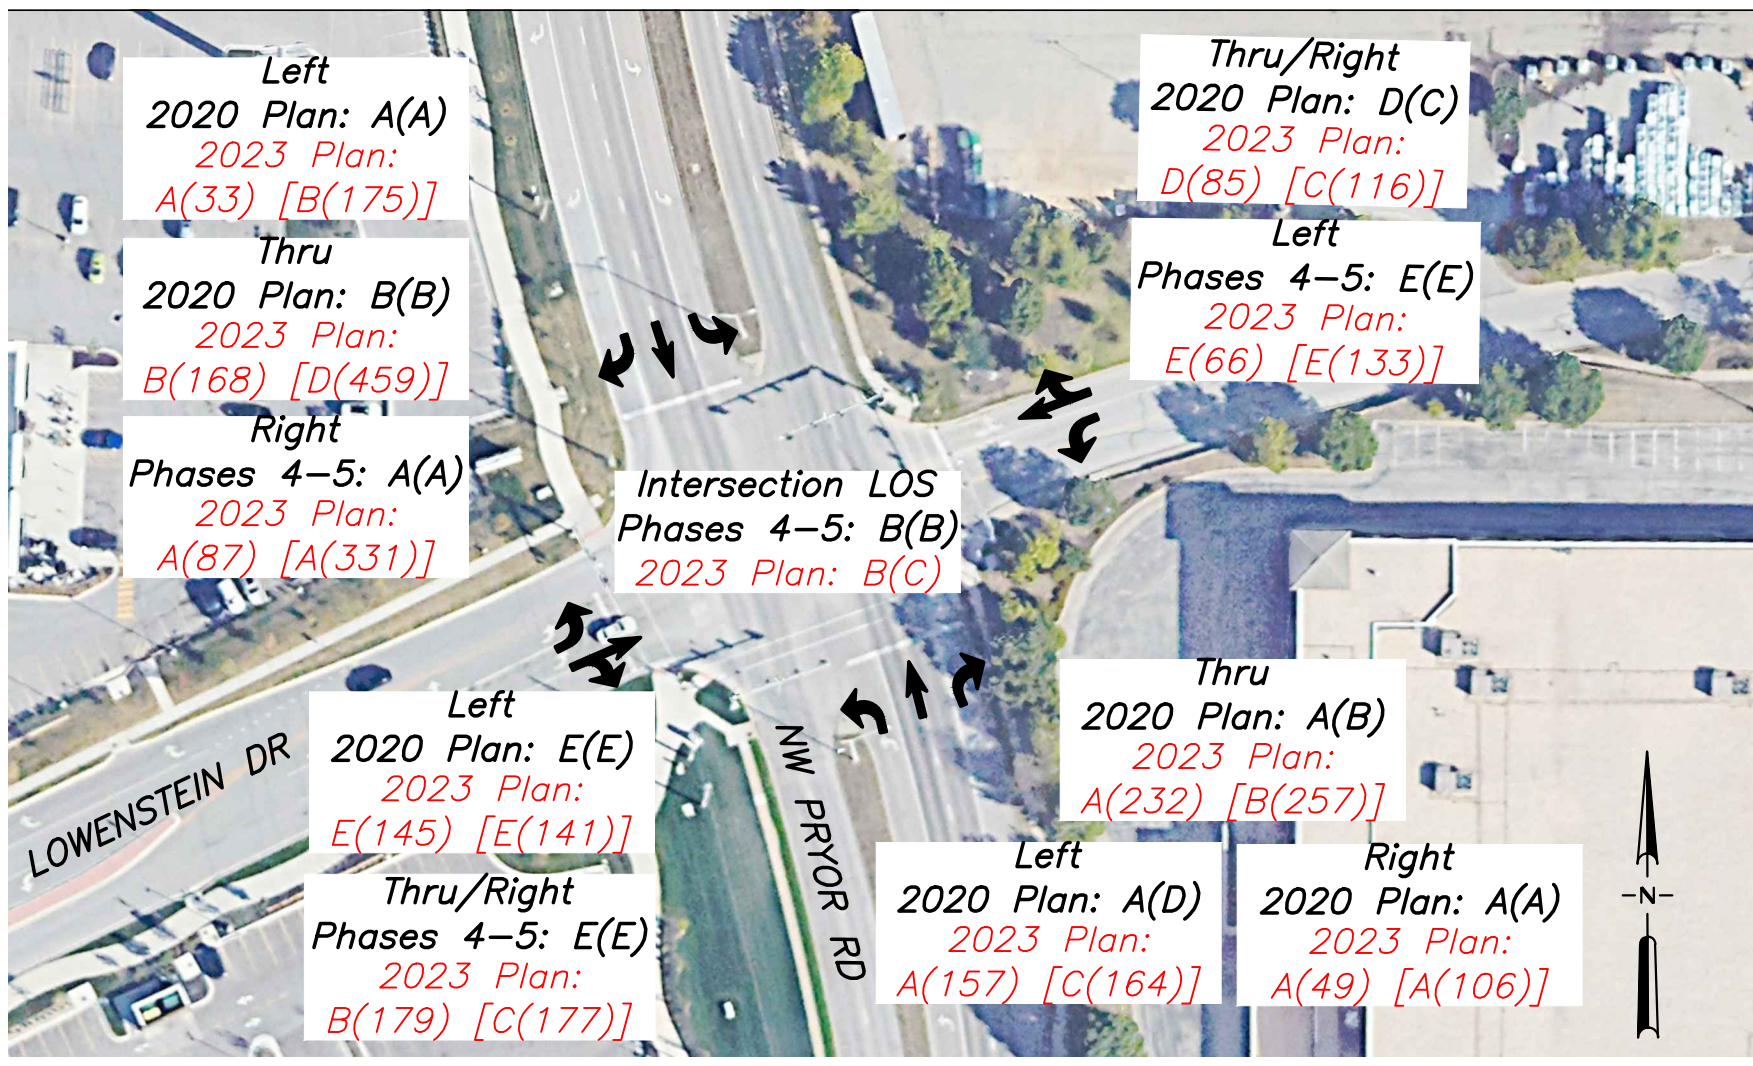 Left
2020 Plan: A(A)
2023 Plan:
A(33) [B(175)]
Thru
2020 Plan: B(B)
2023 Plan:
B(168) [D(459)]
Right
Phases 4-5: A(A)
2023 Plan:
A(87) [A(331)]
Thru/Right
2020 Plan: D(C)
2023 Plan:
D(85) [C(116)]
Left
Phases 4-5: E(E)
2023 Plan:
E(66) [E(133)]
Intersection LOS
Phases 4-5: B(B)
2023 Plan: B(C)
Left
2020 Plan: E(E)
2023 Plan:
E(145) [E(141)]
Thru/Right
Phases 4-5: E(E)
2023 Plan:
B(179) [C(177)]
Thru
2020 Plan: A(B)
2023 Plan:
A(232) [B(257)]
Left
2020 Plan: A(D)
2023 Plan:
A(157) [C(164)]
Right
2020 Plan: A(A)
2023 Plan:
A(49) [A(106)]
LOWENSTEIN DR
NW PRYOR RD
N